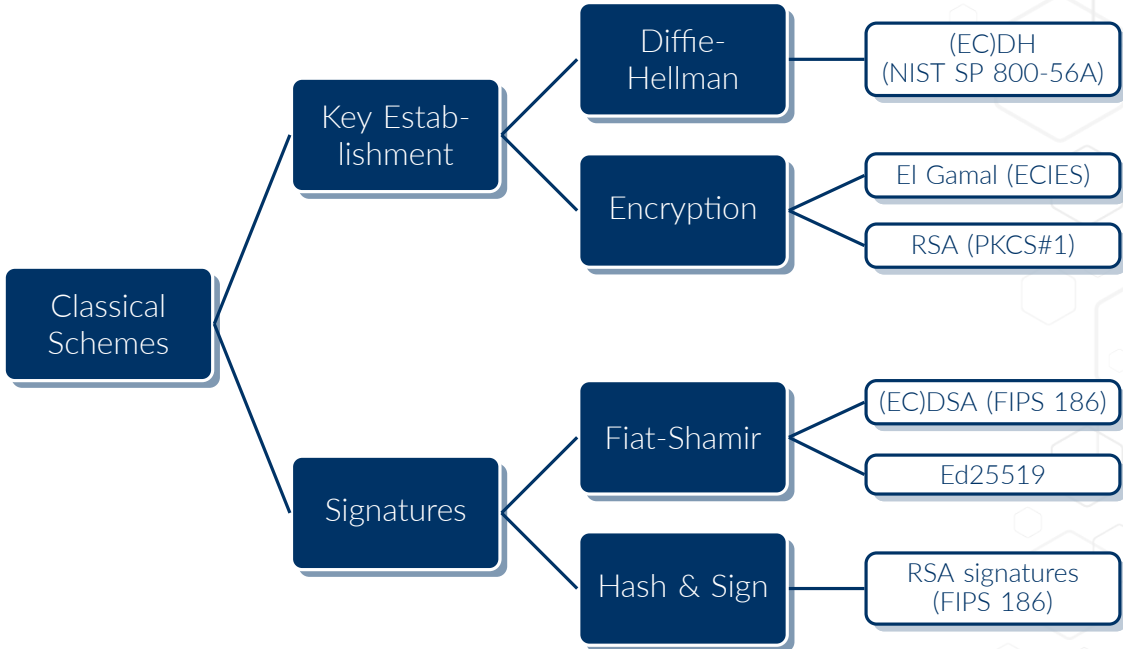 Classical
Schemes
Key Estab-
lishment
Diffie-
Hellman
(EC)DH
(NIST SP 800-56A)
Encryption
El Gamal (ECIES)
RSA (PKCS#1)
Signatures
Fiat-Shamir
(EC)DSA (FIPS 186)
Ed25519
Hash & Sign
RSA signatures
(FIPS 186)